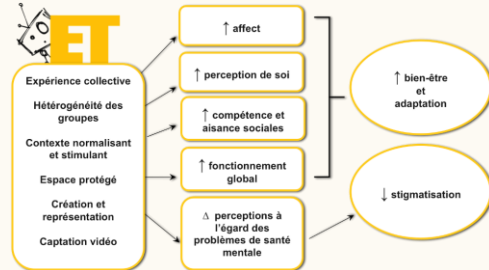 ET
Expérience collective
Hétérogénéité des
groupes
Contexte normalisant
et stimulant
Espace protégé
Création et
représentation
Captation vidéo
↑ affect
↑ perception de soi
↑ compétence et
aisance sociales
↑ fonctionnement
global
Δ perceptions à
l'égard des
problèmes de santé
mentale
↑ bien-être
et
adaptation
↓ stigmatisation